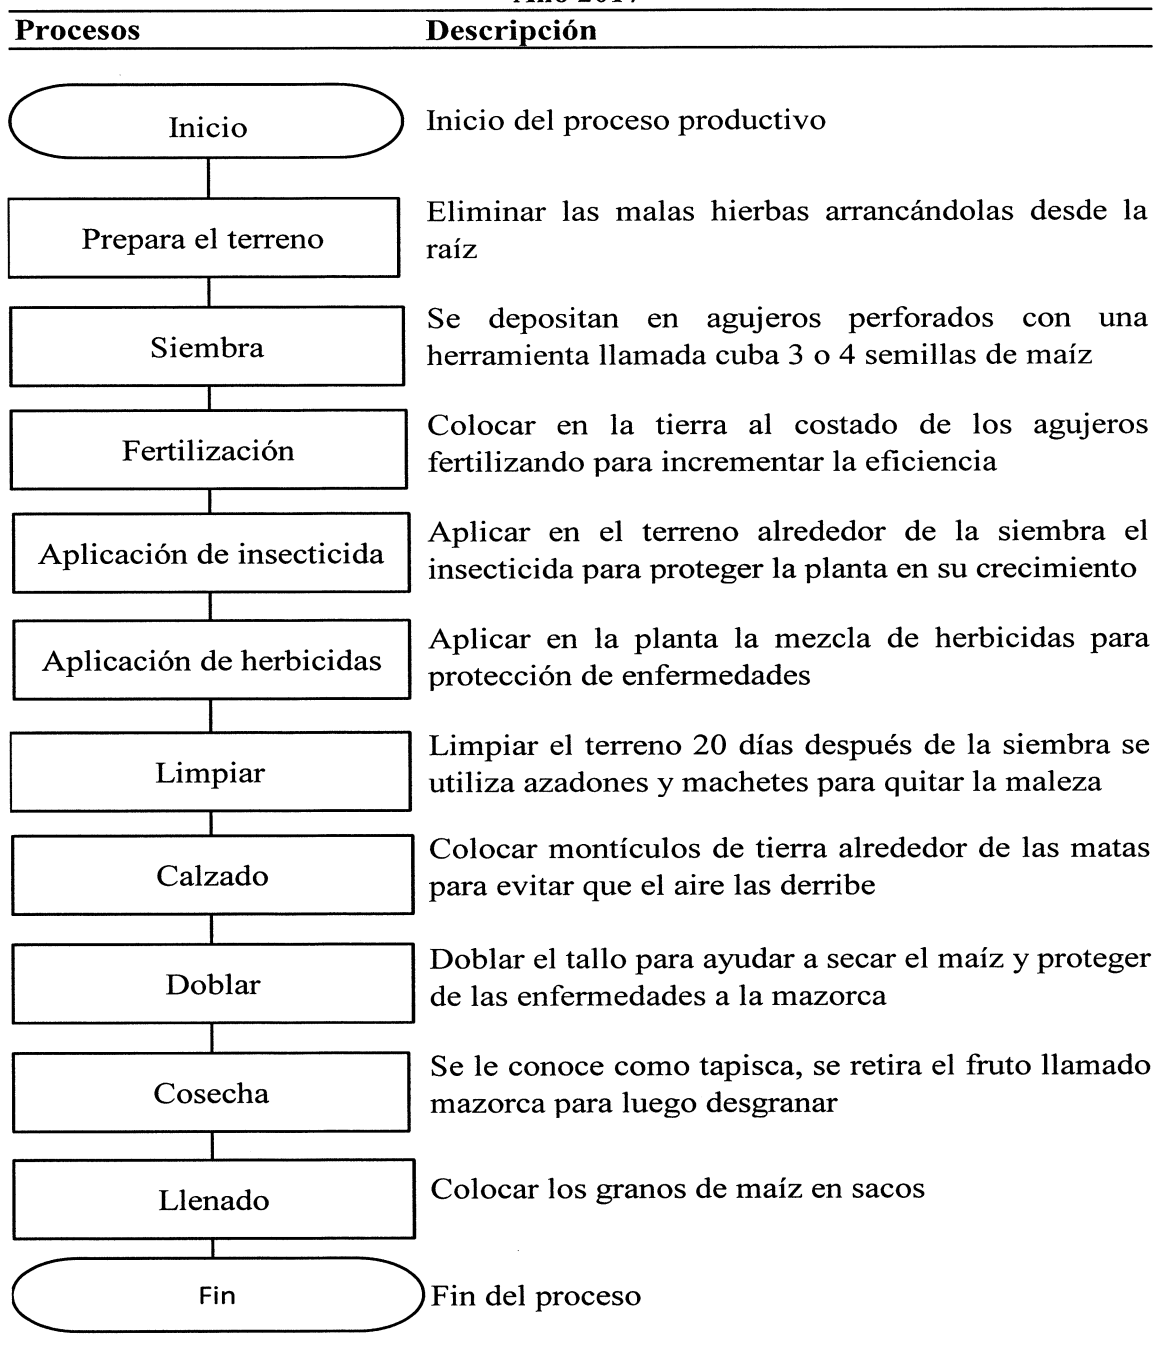 Año 2017
Procesos Descripción
Inicio Inicio del proceso productivo
Prepara el terreno Eliminar las malas hierbas arrancándolas desde la
raíz
Siembra Se depositan en agujeros perforados con una
herramienta llamada cuba 3 o 4 semillas de maíz
Fertilización Colocar en la tierra al costado de los agujeros
fertilizando para incrementar la eficiencia
Aplicación de insecticida Aplicar en el terreno alrededor de la siembra el
insecticida para proteger la planta en su crecimiento
Aplicación de herbicidas Aplicar en la planta la mezcla de herbicidas para
protección de enfermedades
Limpiar Limpiar el terreno 20 días después de la siembra se
utiliza azadones y machetes para quitar la maleza
Calzado Colocar montículos de tierra alrededor de las matas
para evitar que el aire las derribe
Doblar Doblar el tallo para ayudar a secar el maíz y proteger
de las enfermedades a la mazorca
Cosecha Se le conoce como tapisca, se retira el fruto llamado
mazorca para luego desgranar
Llenado Colocar los granos de maíz en sacos
Fin Fin del proceso